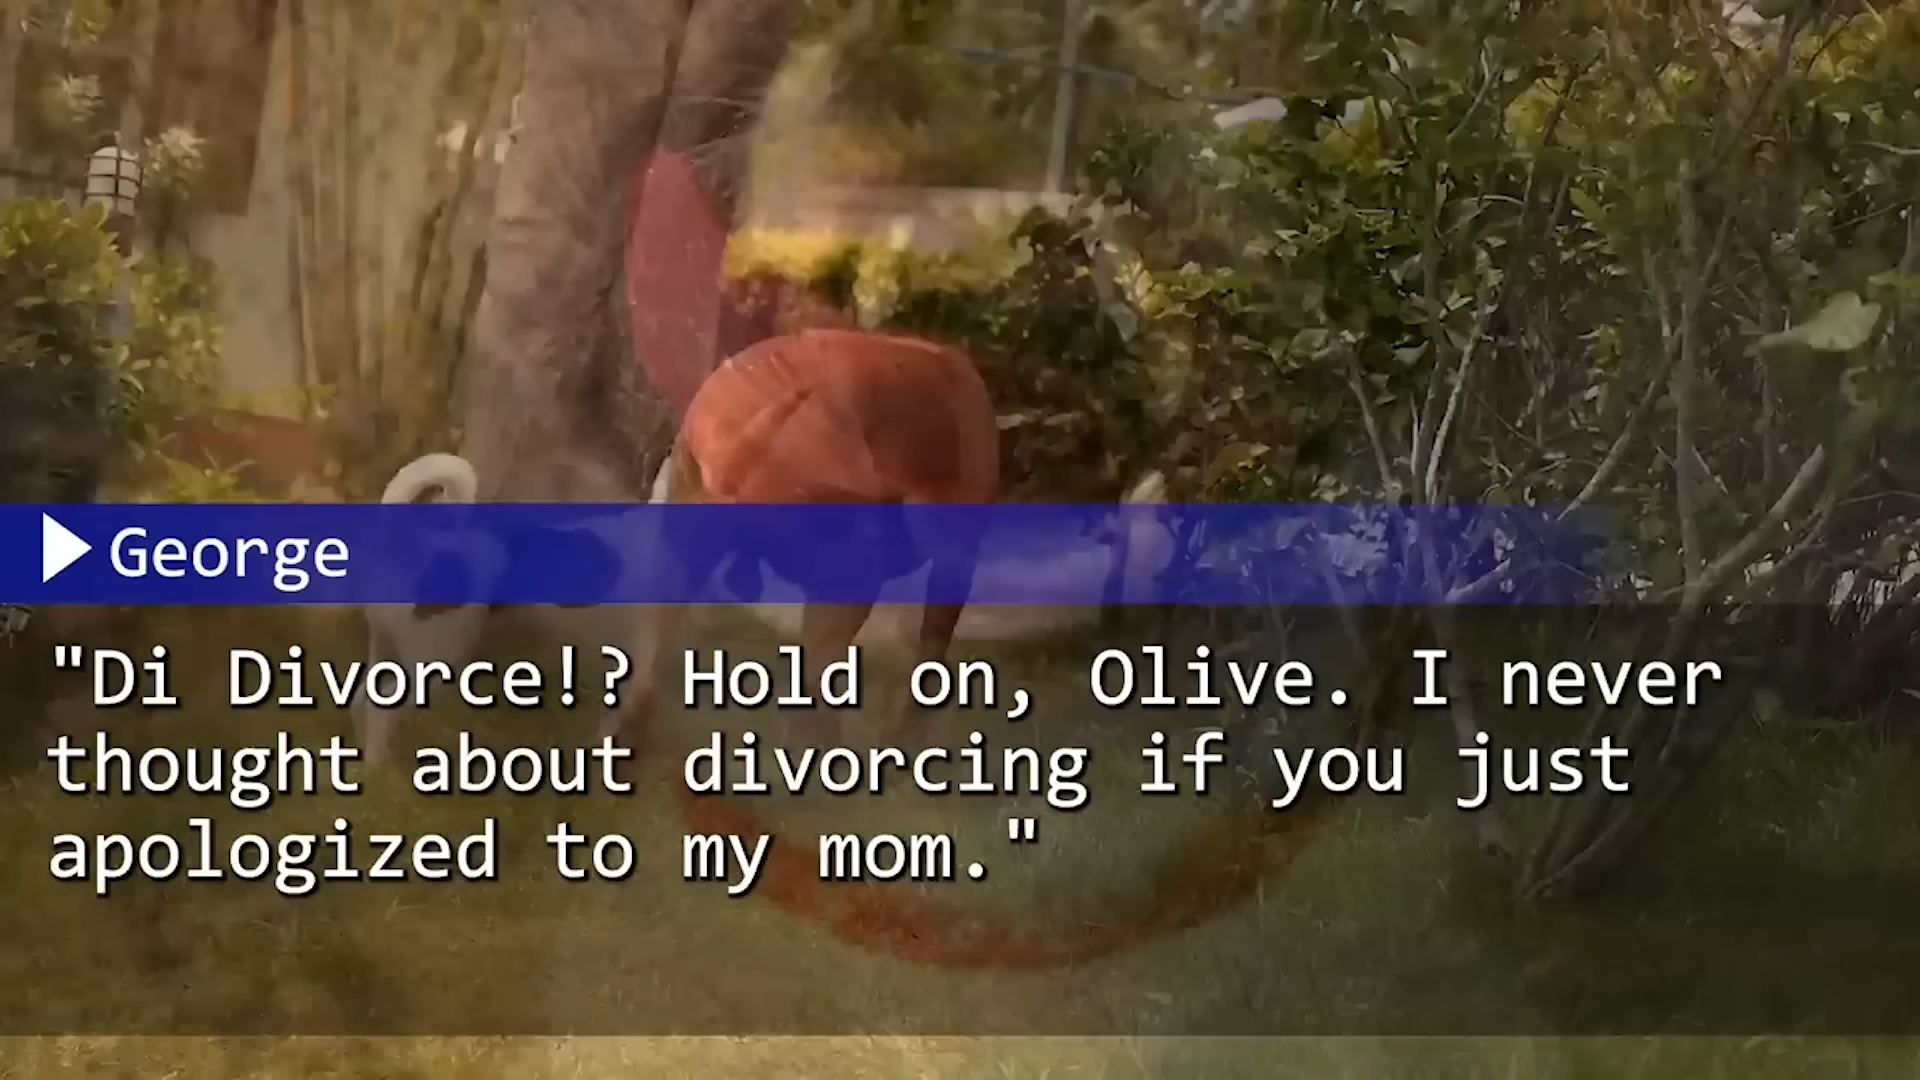 George
"Di Divorce!? Hold on, Olive. I never
thought about divorcing if you just
apologized to my mom."